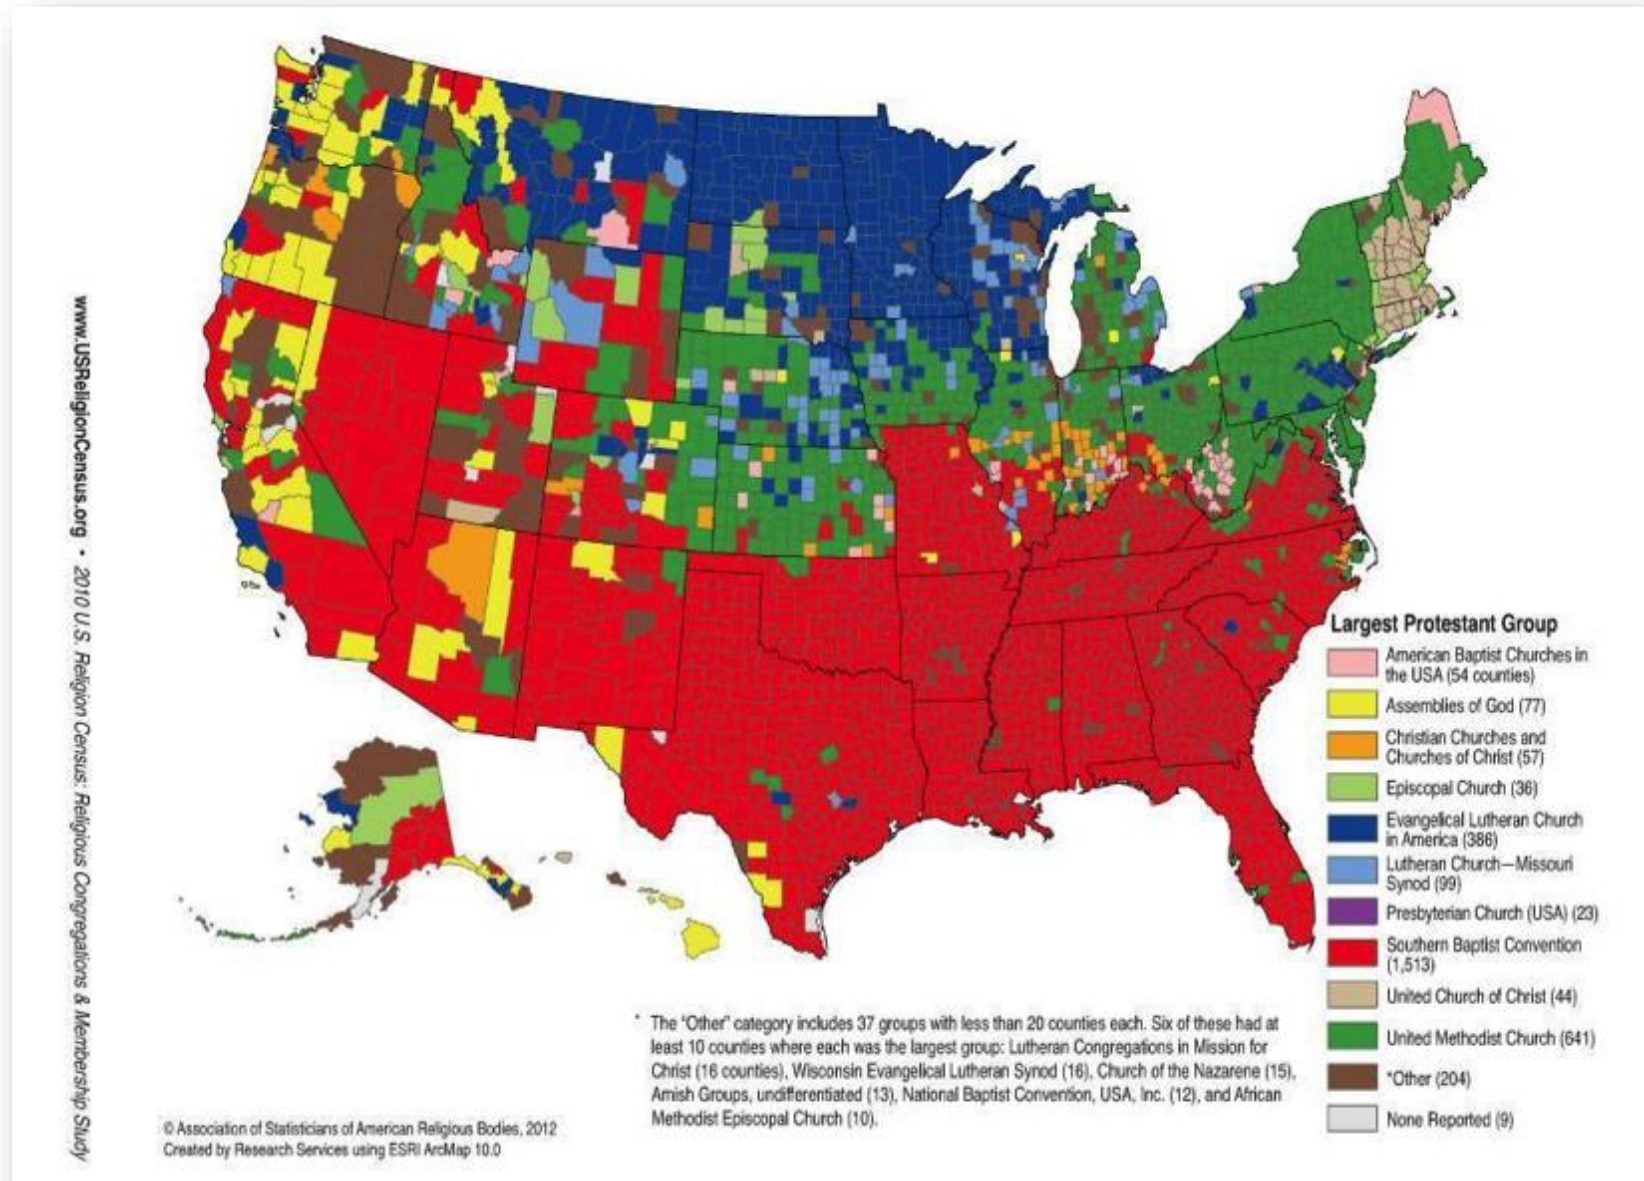 www.USReligionCensus.org • 2010 U.S. Religion Census: Religious Congregations & Membership Study
Largest Protestant Group
American Baptist Churches in
the USA (54 counties)
Assemblies of God (77)
Christian Churches and
Churches of Christ (57)
Episcopal Church (36)
Evangelical Lutheran Church
in America (386)
Lutheran Church—Missouri
Synod (99)
Presbyterian Church (USA) (23)
Southern Baptist Convention
(1,513)
United Church of Christ (44)
United Methodist Church (641)
*Other (204)
None Reported (9)
* The "Other" category includes 37 groups with less than 20 counties each. Six of these had at
least 10 counties where each was the largest group: Lutheran Congregations in Mission for
Christ (16 counties), Wisconsin Evangelical Lutheran Synod (16), Church of the Nazarene (15),
Amish Groups, undifferentiated (13), National Baptist Convention, USA, Inc. (12), and African
Methodist Episcopal Church (10).
© Association of Statisticians of American Religious Bodies, 2012
Created by Research Services using ESRI ArcMap 10.0